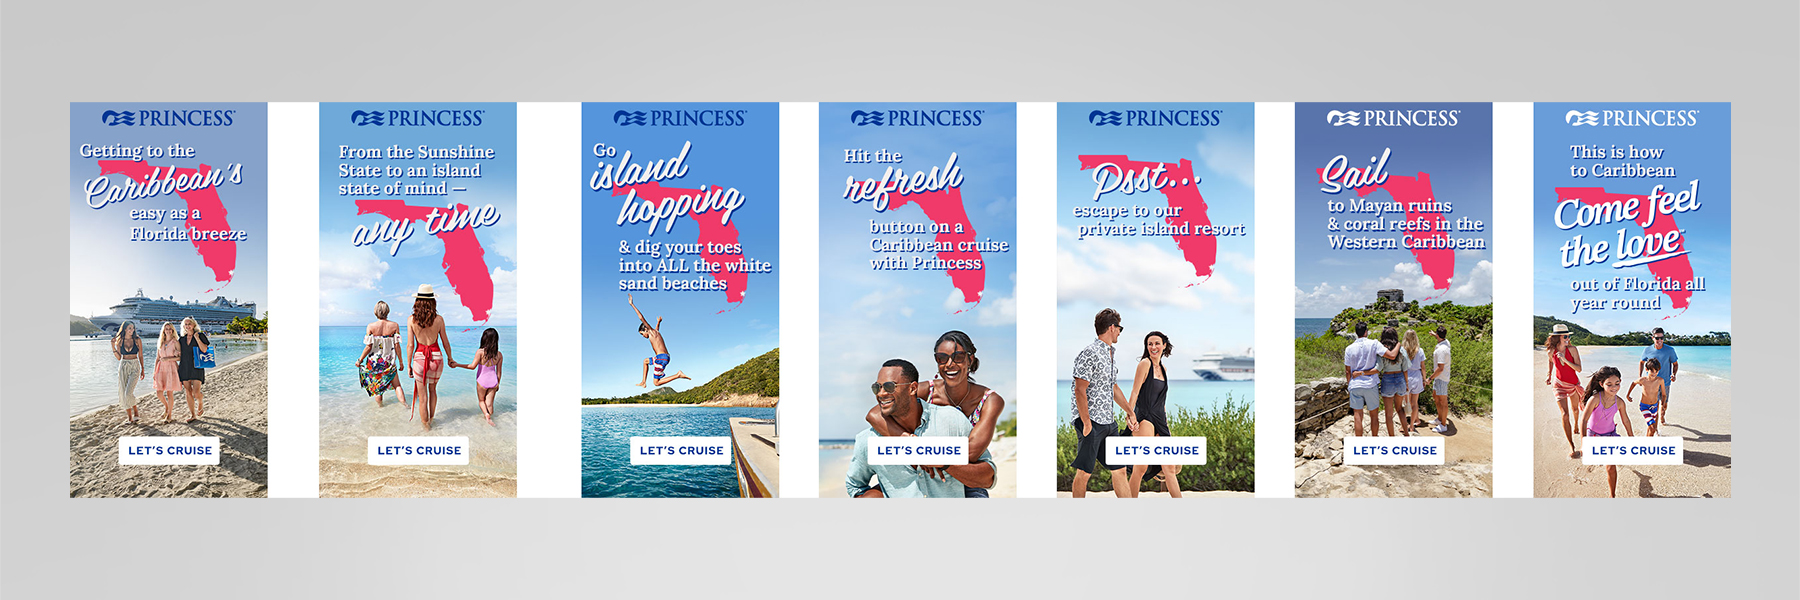 PRINCESS
Getting to the
Caribbean's
easy as a
Florida breeze
LET'S CRUISE
PRINCESS
From the Sunshine
State to an island
state of mind —
any time
LET'S CRUISE
PRINCESS
Go
island
hopping
& dig your toes
into ALL the white
sand beaches
LET'S CRUISE
PRINCESS
Hit the
refresh
button on a
Caribbean cruise
with Princess
LET'S CRUISE
PRINCESS
Psst...
escape to our
private island resort
LET'S CRUISE
PRINCESS
Sail
to Mayan ruins
& coral reefs in the
Western Caribbean
LET'S CRUISE
PRINCESS
This is how
to Caribbean
Come feel
the love
out of Florida all
year round
LET'S CRUISE